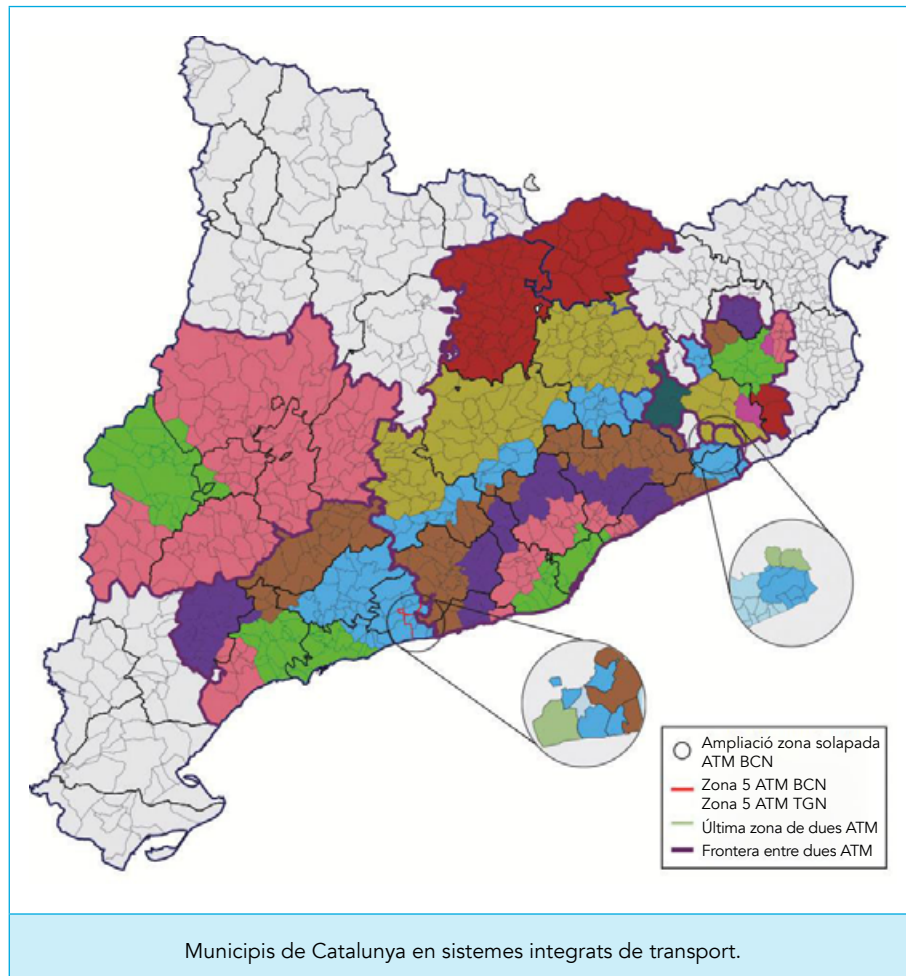 Ampliació zona solapada
ATM BCN
Zona 5 ATM BCN
Zona 5 ATM TGN
Última zona de dues ATM
Frontera entre dues ATM
Municipis de Catalunya en sistemes integrats de transport.